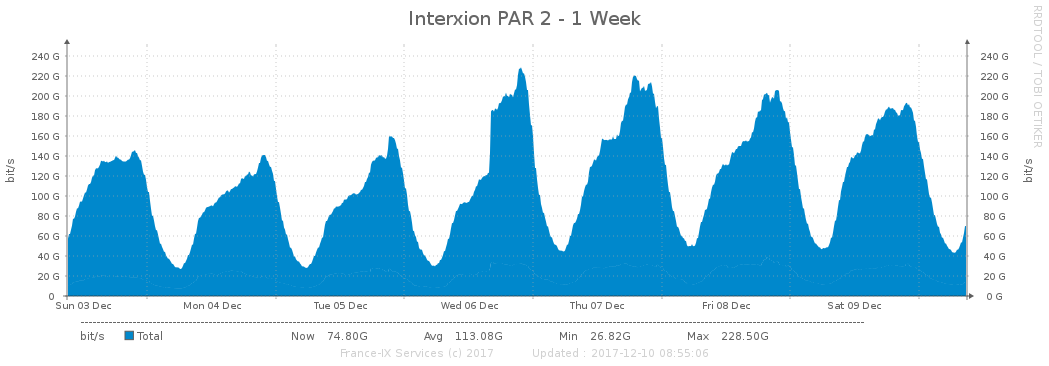 Interxion PAR 2 - 1 Week
RRDTOOL / TOBI OETIKER
bit/s
240 G 240 G
220 G 220 G
200 G 200 G
180 G 180 G
160 G 160 G
140 G 140 G
120 G 120 G
100 G 100 G
80 G 80 G
60 G 60 G
40 G 40 G
20 G 20 G
0 0 G
bit/s
Sun 03 Dec Mon 04 Dec Tue 05 Dec Wed 06 Dec Thu 07 Dec Fri 08 Dec Sat 09 Dec
bit/s Total Now 74.80G Avg 113.08G Min 26.82G Max 228.50G
France-IX Services (c) 2017 Updated : 2017-12-10 08:55:06